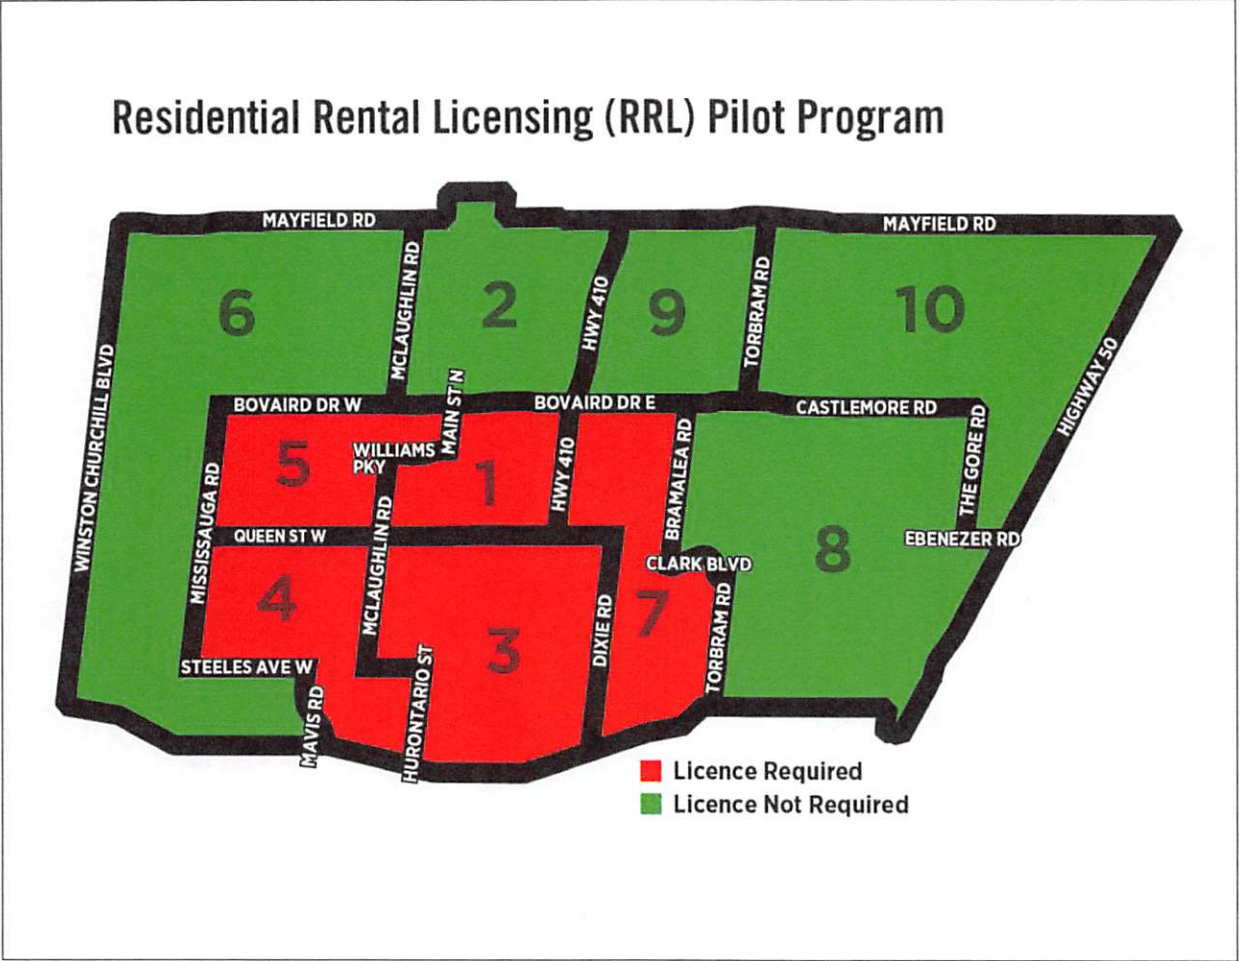 Residential Rental Licensing (RRL) Pilot Program
MAYFIELD RD
MAYFIELD RD
WINSTON CHURCHILL BLVD
6
MCLAUGHLIN RD
2
HWY 410
9
TORBRAM RD
10
HIGHWAY 50
BOVAIRD DR W
MAIN ST N
BOVAIRD DR E
CASTLEMORE RD
MISSISSAUGA RD
5
WILLIAMS
PKY
1
HWY 410
BRAMALEA RD
THE GORE RD
QUEEN ST W
MCLAUGHLIN RD
8
EBENEZER RD
CLARK BLVD
4
3
DIXIE RD
7
TORBRAM RD
STEELES AVE W
MAVIS RD
HURONTARIO ST
Licence Required
Licence Not Required